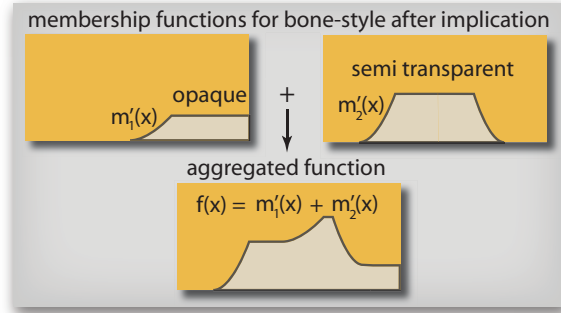 membership functions for bone-style after implication
opaque
m′₁(x)
+
semi transparent
m′₂(x)
aggregated function
f(x) = m′₁(x) + m′₂(x)